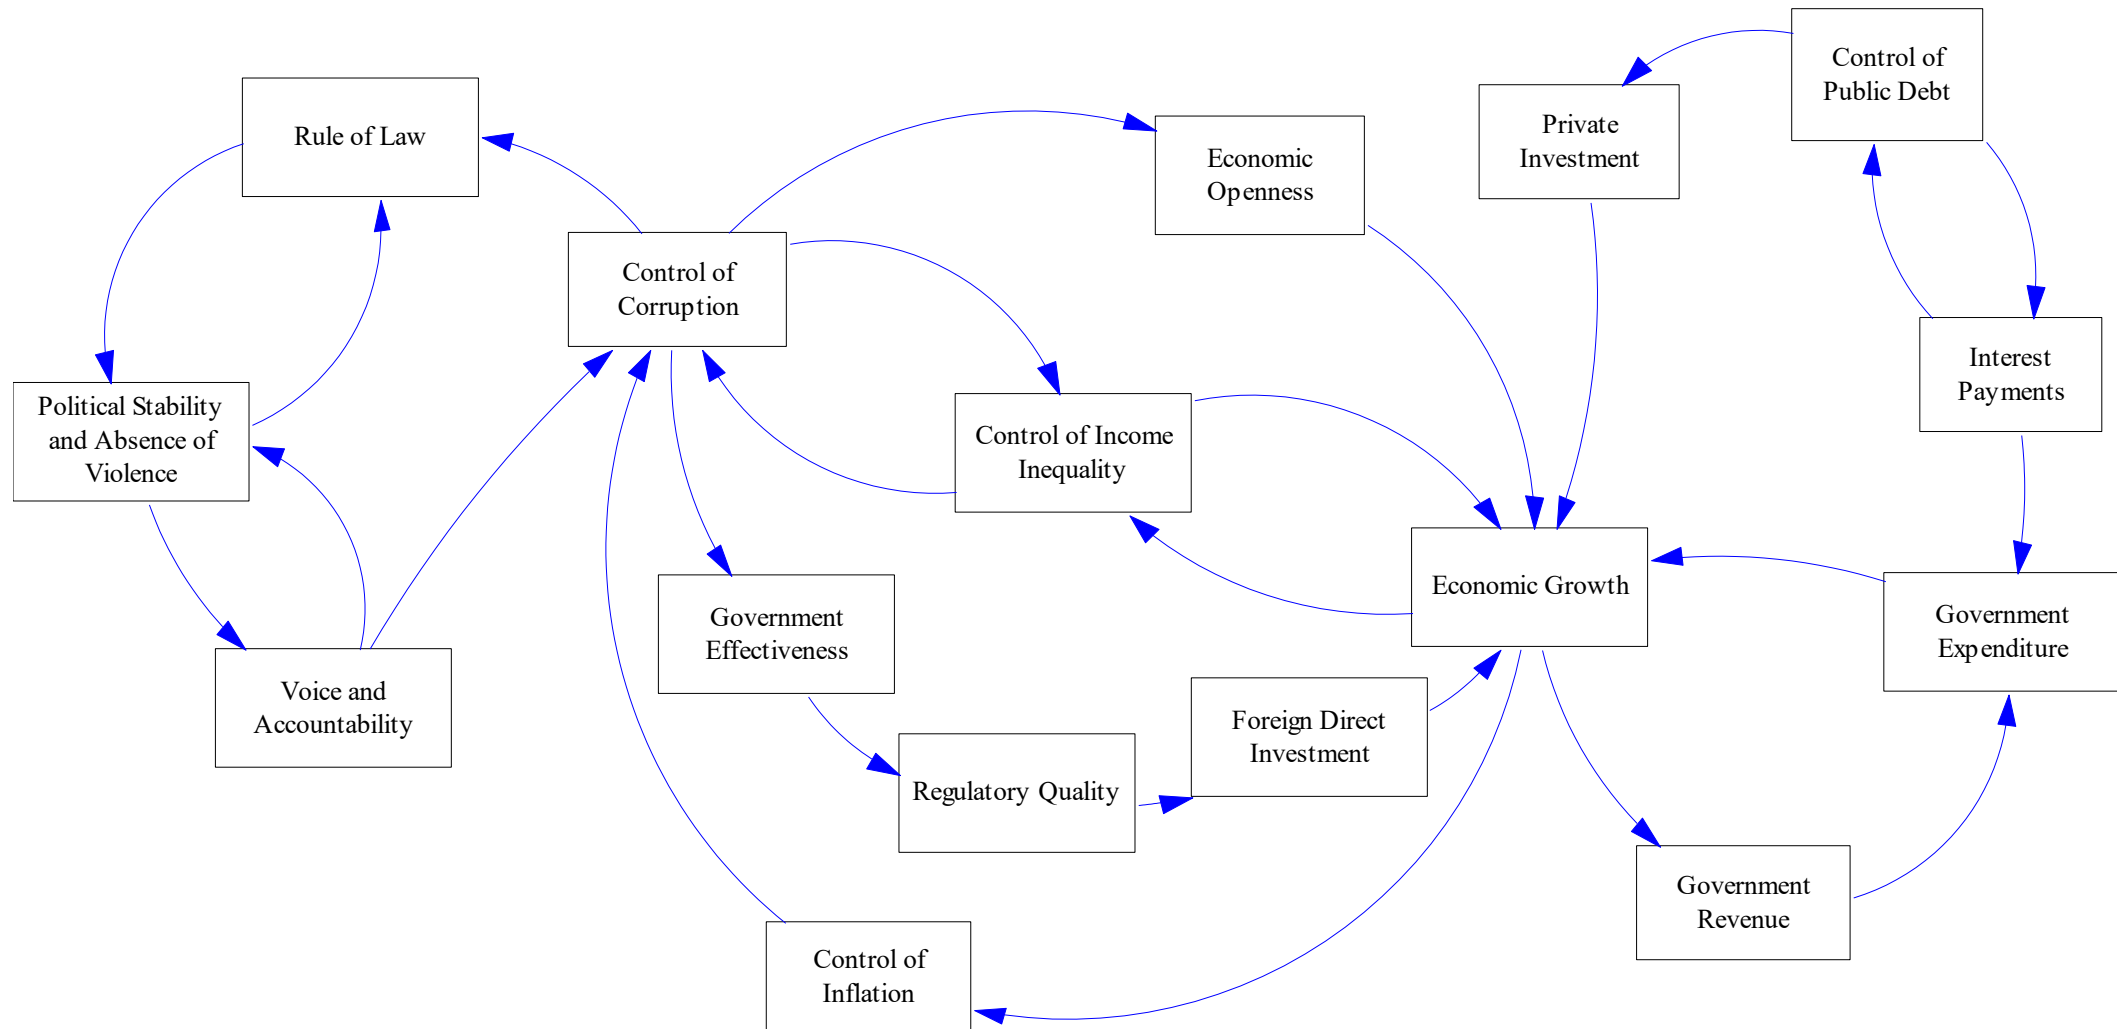 Control of
Public Debt
Rule of Law
Private
Investment
Economic
Openness
Control of
Corruption
Interest
Payments
Political Stability
and Absence of
Violence
Control of Income
Inequality
Economic Growth
Government
Effectiveness
Government
Expenditure
Voice and
Accountability
Foreign Direct
Investment
Regulatory Quality
Government
Revenue
Control of
Inflation